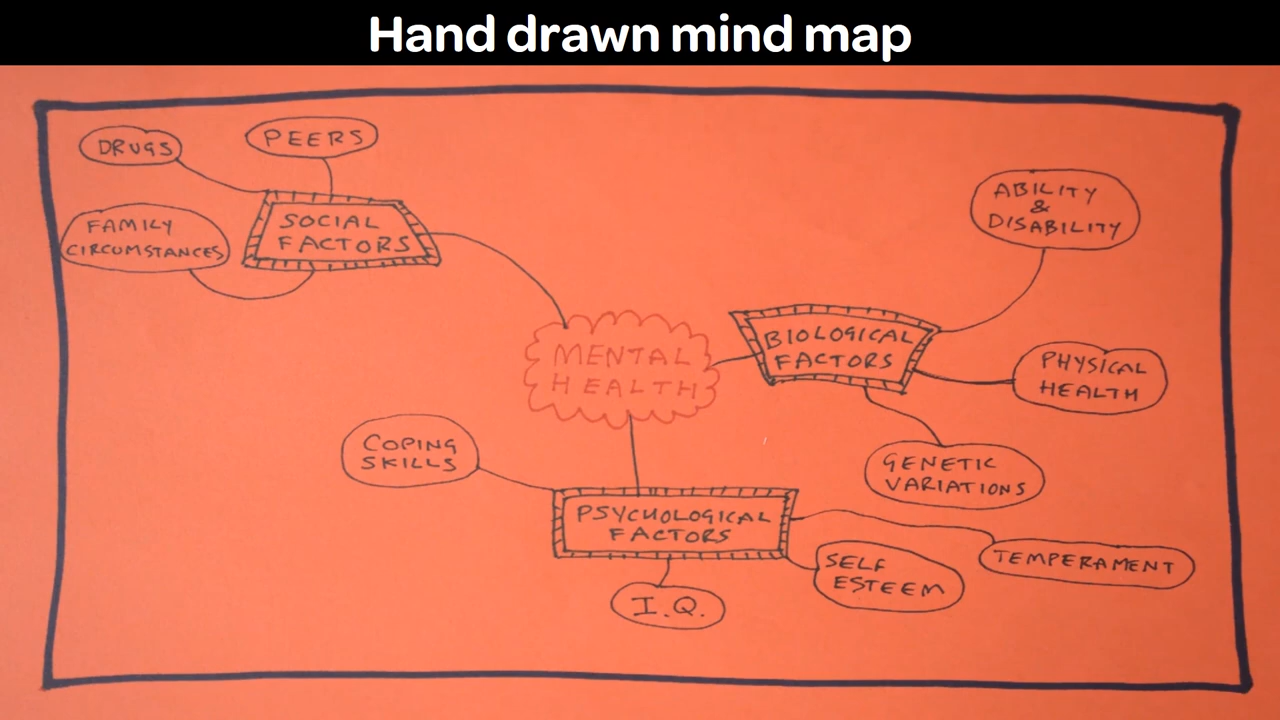 Hand drawn mind map
DRUGS
PEERS
FAMILY
CIRCUMSTANCES
SOCIAL
FACTORS
ABILITY
&
DISABILITY
MENTAL
HEALTH
BIOLOGICAL
FACTORS
PHYSICAL
HEALTH
GENETIC
VARIATIONS
COPING
SKILLS
PSYCHOLOGICAL
FACTORS
I.Q.
SELF
ESTEEM
TEMPERAMENT